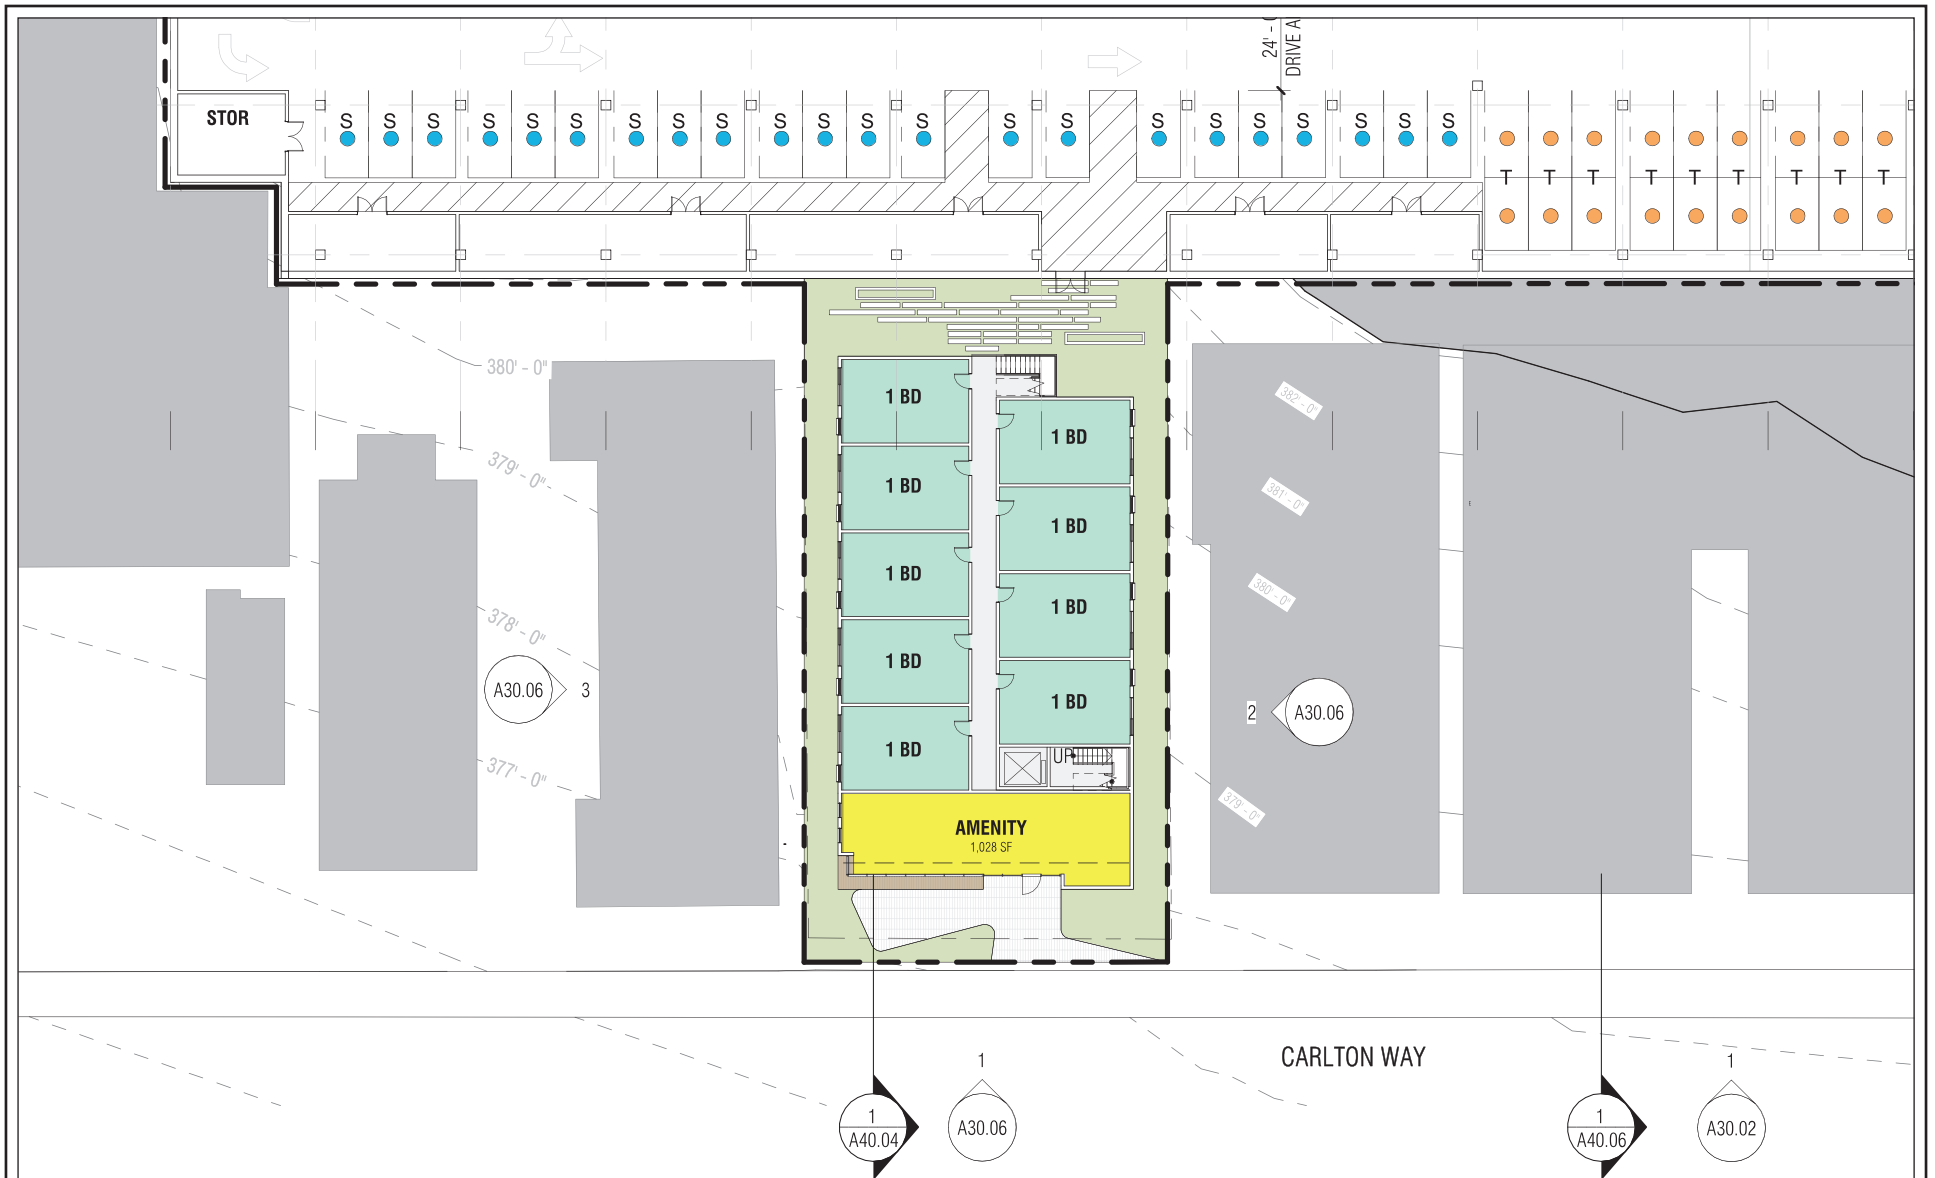 24' - 
DRIVE A
STOR
S S S S S S S S S S S S S S S S S S S S S S S
T T T T T T T T T
380' - 0"
379' - 0"
378' - 0"
377' - 0"
382' - 0"
381' - 0"
380' - 0"
379' - 0"
1 BD
1 BD
1 BD
1 BD
1 BD
1 BD
1 BD
1 BD
1 BD
UP
AMENITY
1,028 SF
A30.06
3
2
A30.06
CARLTON WAY
1
A40.04
1
A30.06
1
A40.06
1
A30.02